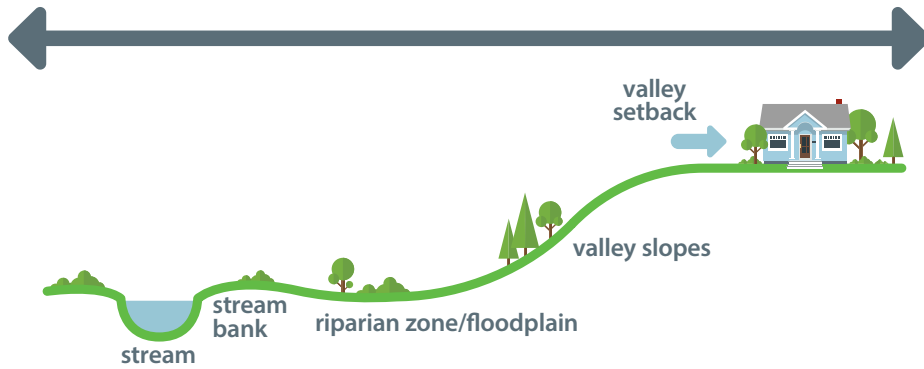 valley
setback
valley slopes
stream
bank
riparian zone/floodplain
stream